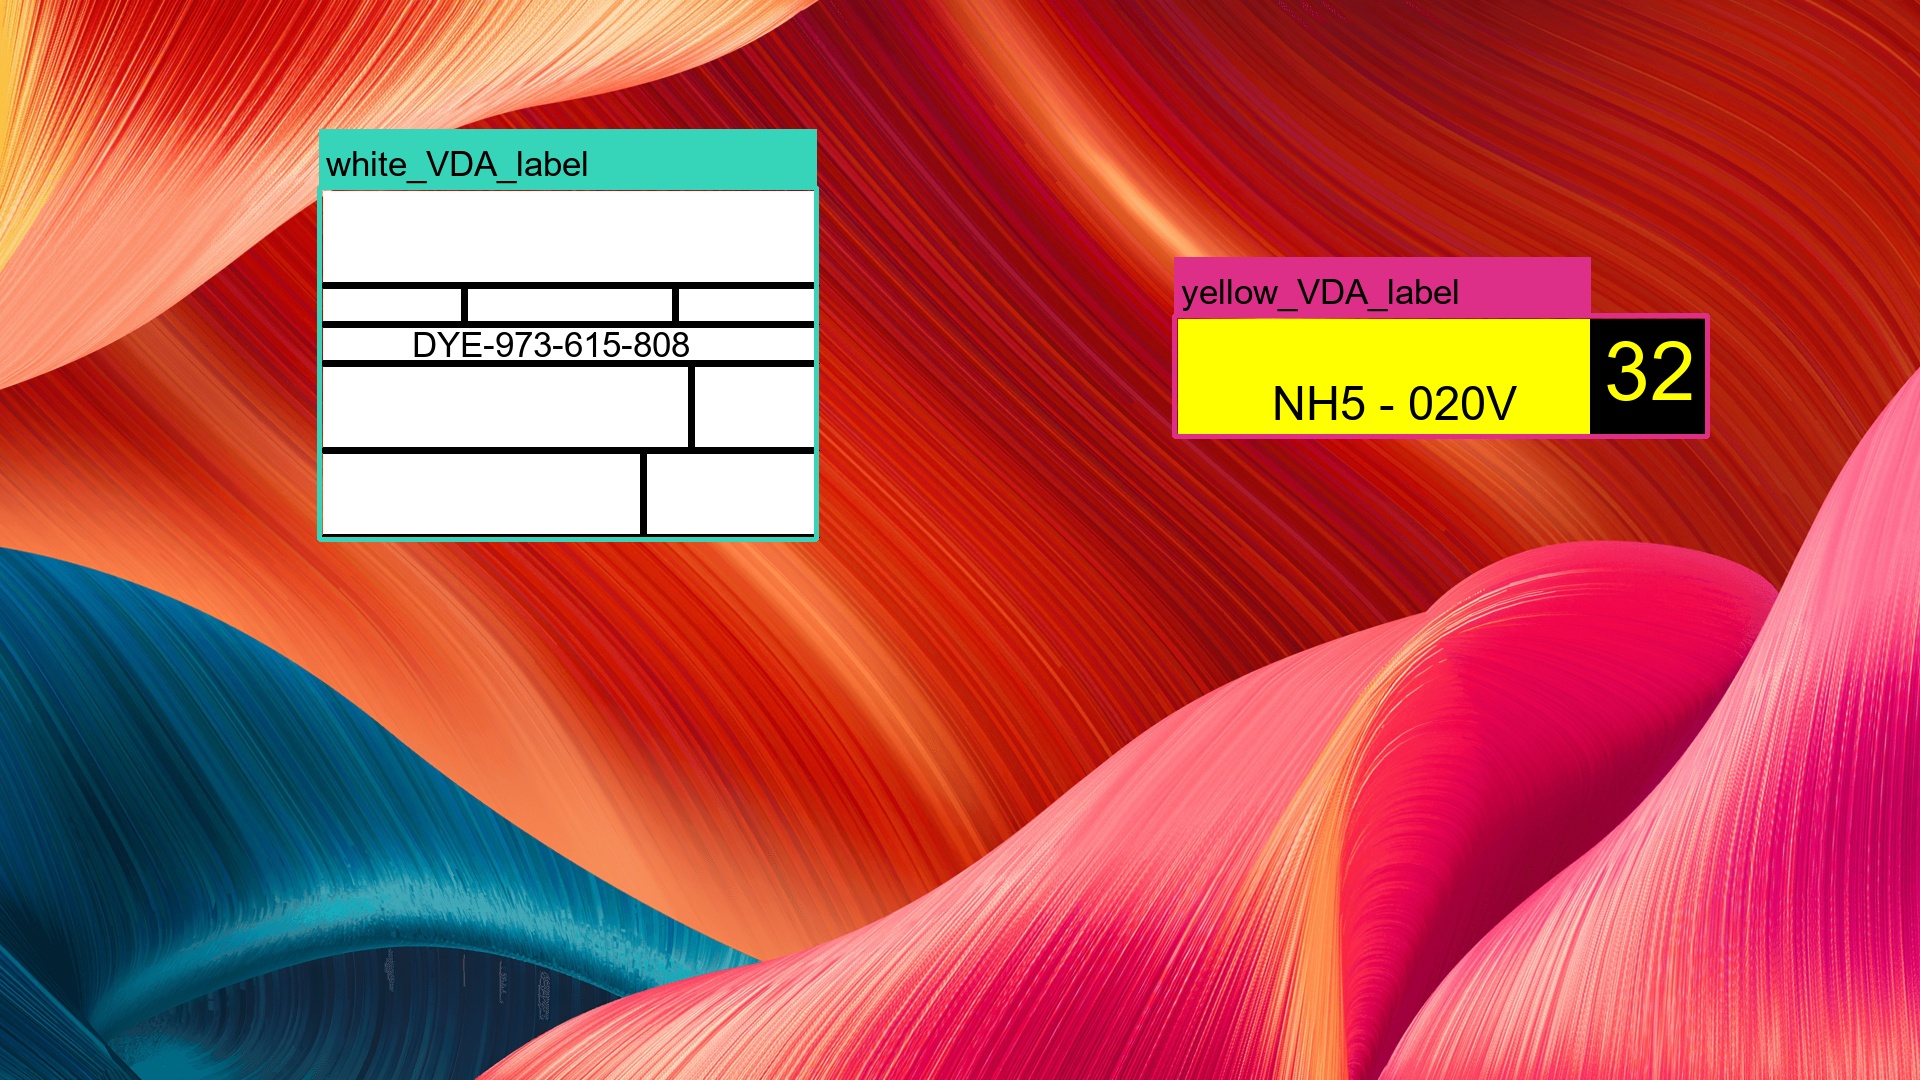 white_VDA_label
DYE-973-615-808
yellow_VDA_label
NH5 - 020V
32